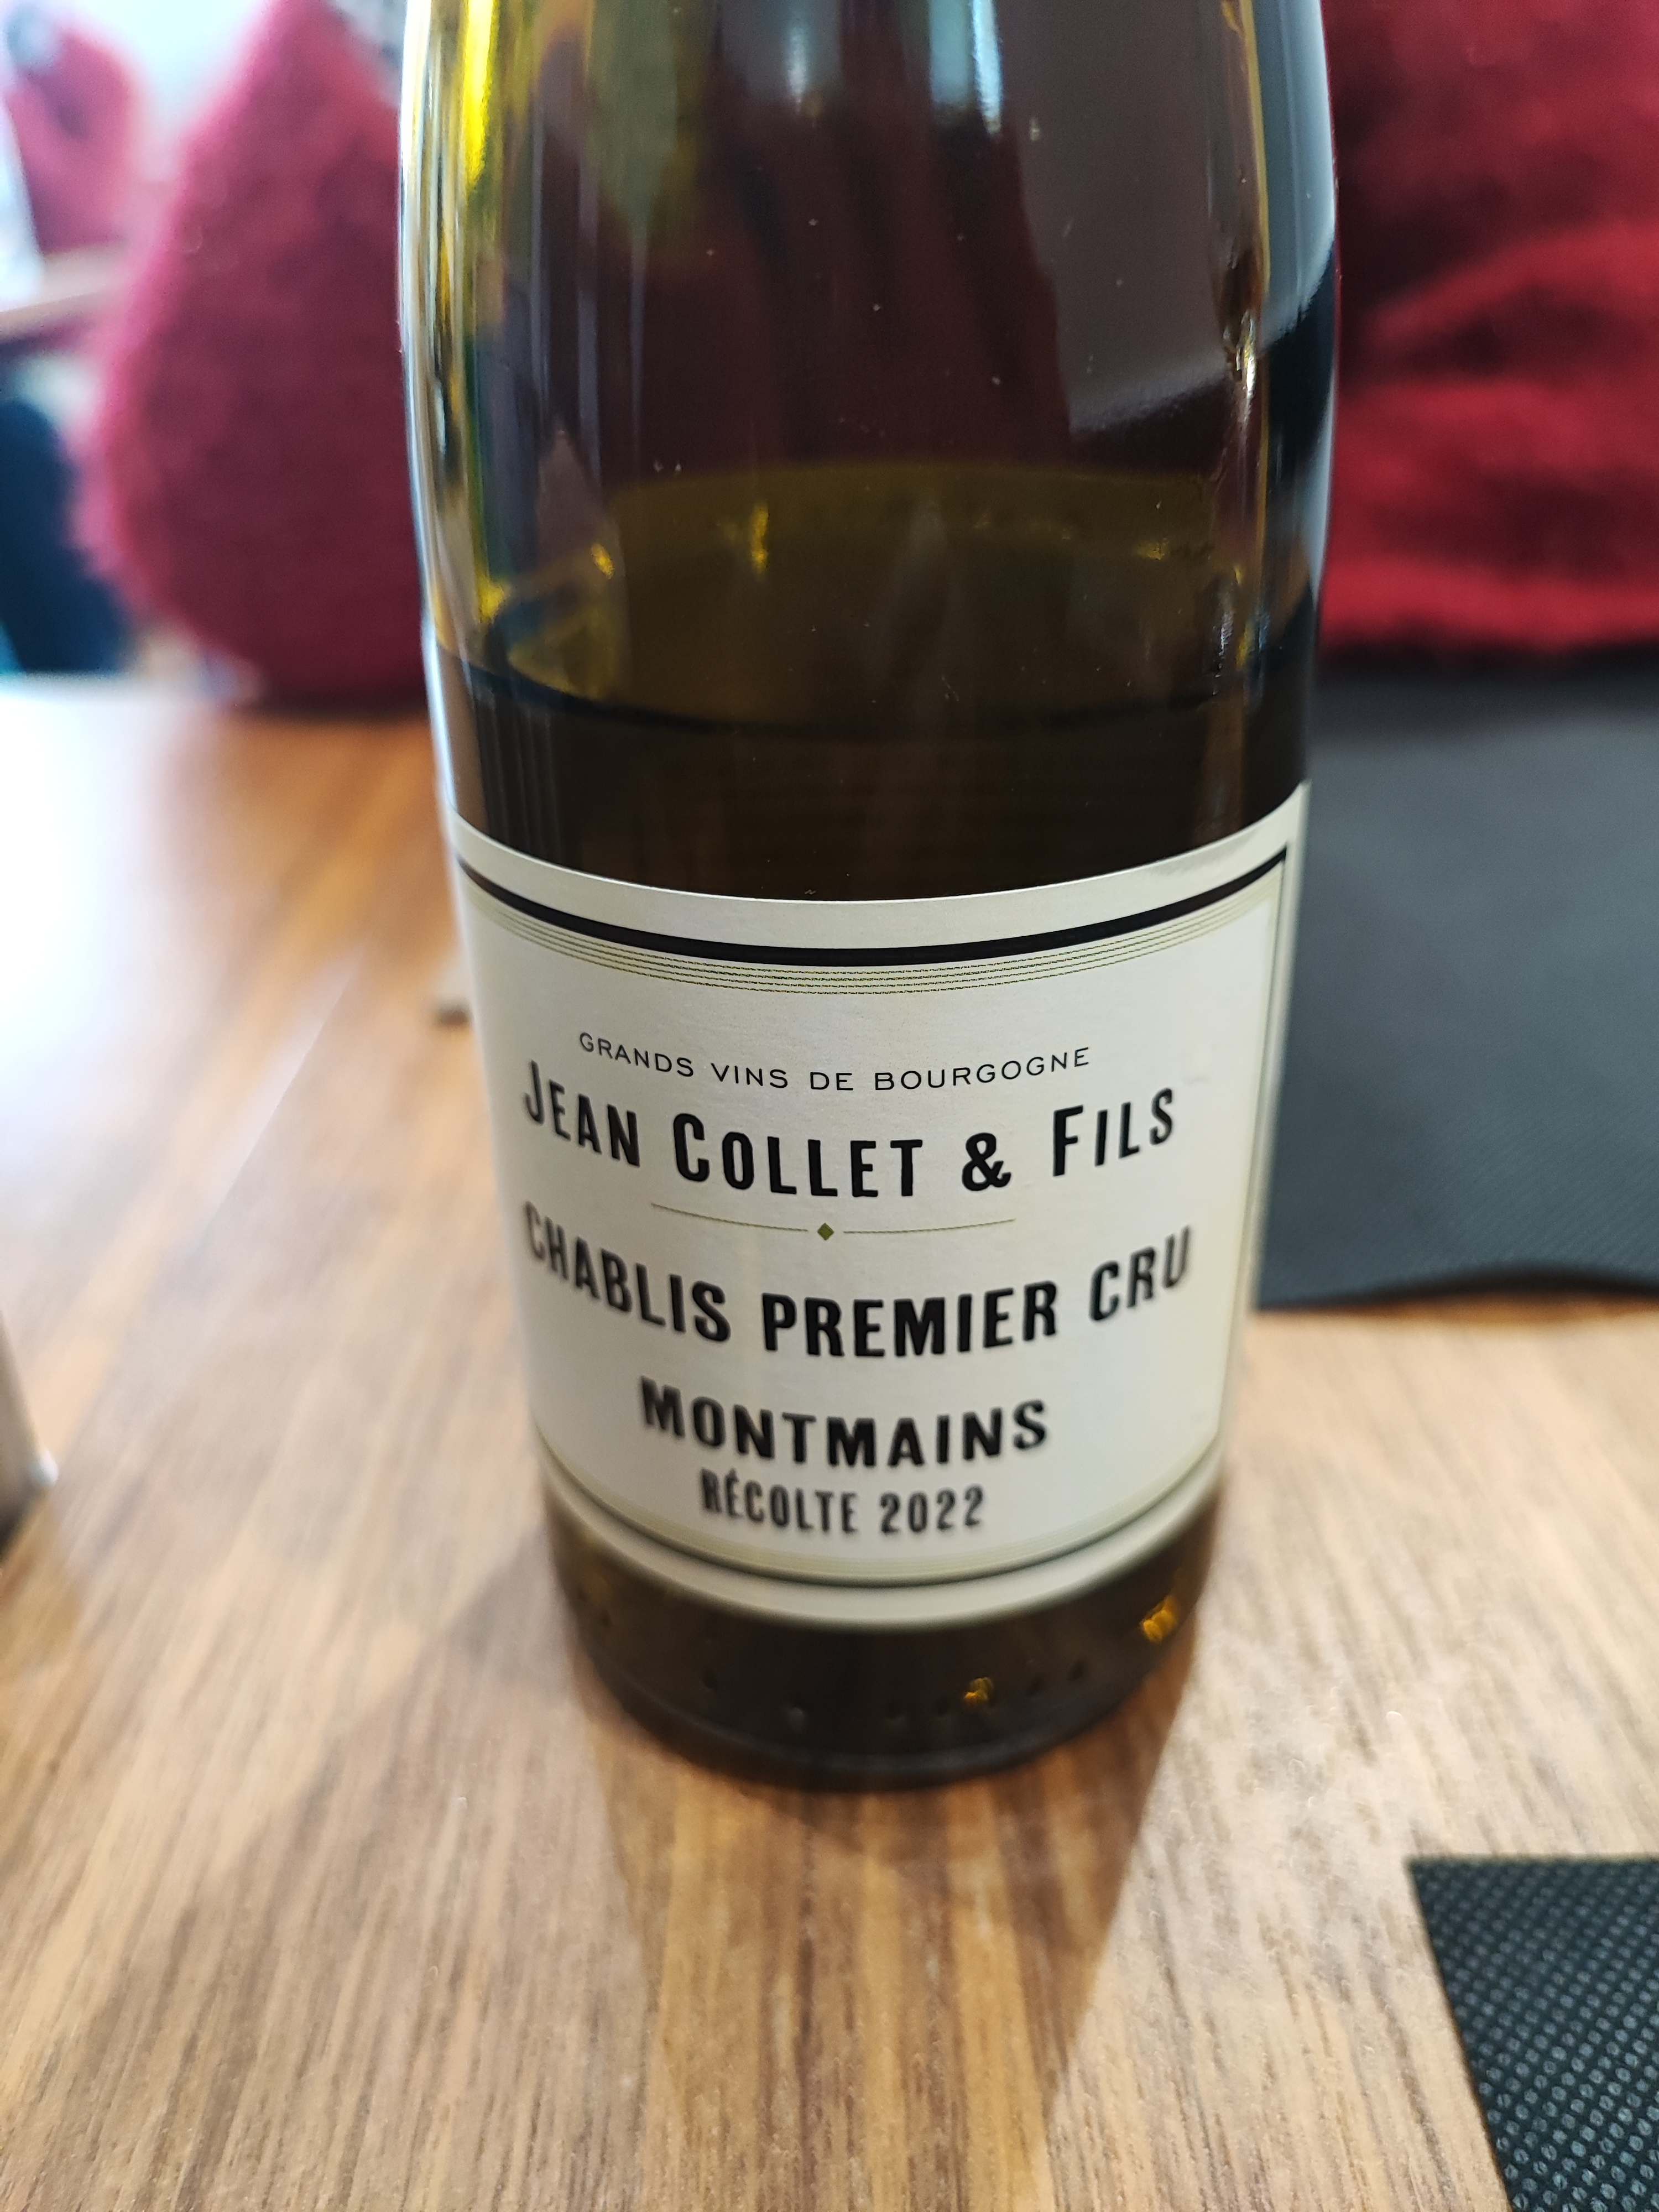 GRANDS VINS DE BOURGOGNE
JEAN COLLET & FILS
CHABLIS PREMIER CRU
MONTMAINS
RÉCOLTE 2022